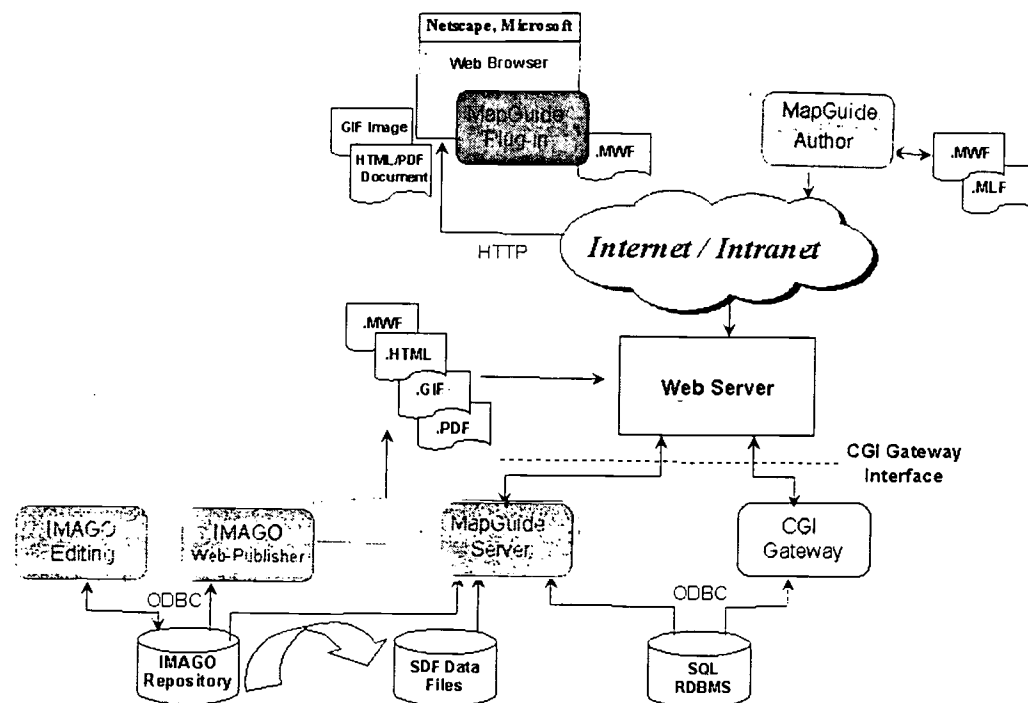 Netscape, Microsoft
Web Browser
MapGuide
Plug-in
GIF Image
HTML/PDF
Document
.MWF
MapGuide
Author
.MWF
.MLF
HTTP
Internet / Intranet
.MWF
.HTML
.GIF
.PDF
Web Server
CGI Gateway
Interface
IMAGO
Editing
IMAGO
Web-Publisher
MapGuide
Server
CGI
Gateway
ODBC
ODBC
IMAGO
Repository
SDF Data
Files
SQL
RDBMS